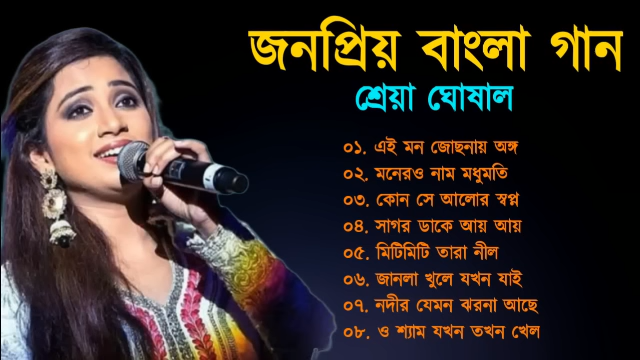 জনপ্রিয় বাংলা গান
শ্রেয়া ঘোষাল
০১. এই মন জোছনায় অঙ্গ
০২. মনেরও নাম মধুমতি
০৩. কোন সে আলোর স্বপ্ন
০৪. সাগর ডাকে আয় আয়
০৫. মিটিমিটি তারা নীল
০৬. জানলা খুলে যখন যাই
০৭. নদীর যেমন ঝরনা আছে
০৮. ও শ্যাম যখন তখন খেল